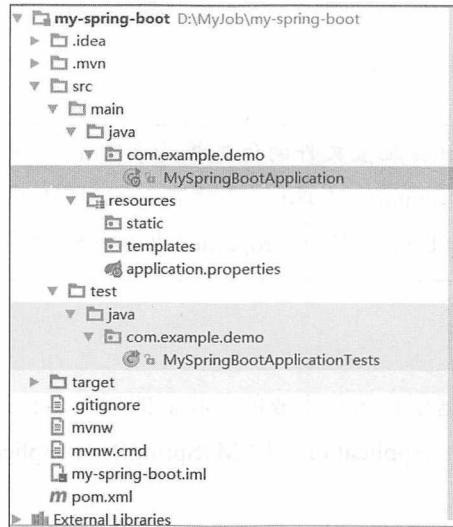 my-spring-boot D:\MyJob\my-spring-boot
.idea
.mvn
src
main
java
com.example.demo
MySpringBootApplication
resources
static
templates
application.properties
test
java
com.example.demo
MySpringBootApplicationTests
target
.gitignore
mvnw
mvnw.cmd
my-spring-boot.iml
m pom.xml
External Libraries